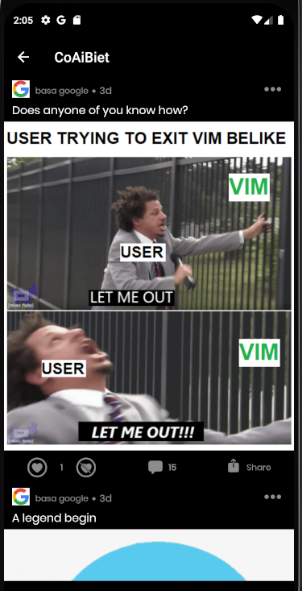 2:05
CoAiBiet
basa google • 3d
Does anyone of you know how?
USER TRYING TO EXIT VIM BELIKE
VIM
USER
LET ME OUT
VIM
USER
LET ME OUT!!!
1
15
Share
basa google • 3d
A legend begin